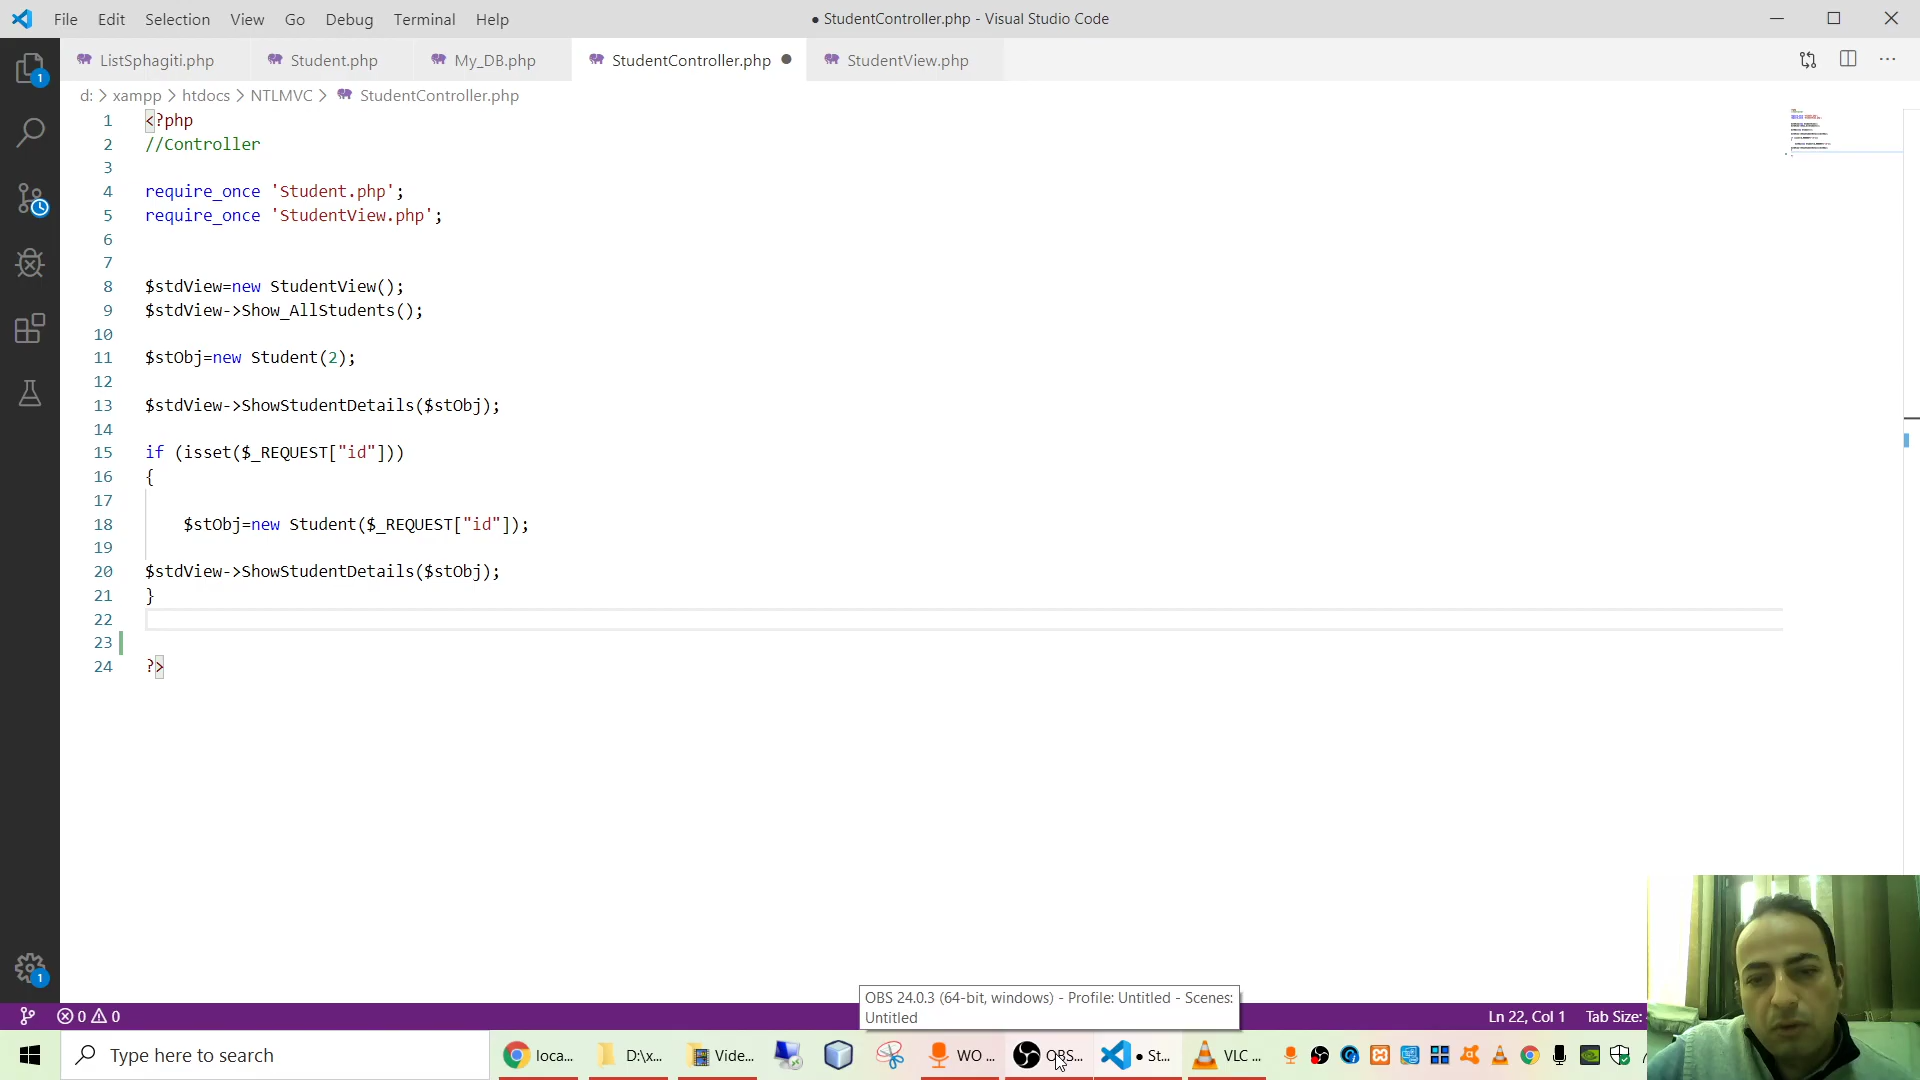 File Edit Selection View Go Debug Terminal Help
● StudentController.php - Visual Studio Code
ListSphagiti.php
Student.php
My_DB.php
StudentController.php
StudentView.php
d: > xampp > htdocs > NTLMVC > StudentController.php
1 <?php
2 //Controller
3
4 require_once 'Student.php';
5 require_once 'StudentView.php';
6
7
8 $stdView=new StudentView();
9 $stdView->Show_AllStudents();
10
11 $stObj=new Student(2);
12
13 $stdView->ShowStudentDetails($stObj);
14
15 if (isset($_REQUEST["id"]))
16 {
17
18 $stObj=new Student($_REQUEST["id"]);
19
20 $stdView->ShowStudentDetails($stObj);
21 }
22
23
24 ?>
1
1
OBS 24.0.3 (64-bit, windows) - Profile: Untitled - Scenes:
Untitled
0 0
Ln 22, Col 1
Tab Size:
Type here to search
loca...
D:\x...
Vide...
WO ...
OBS...
● St...
VLC ...